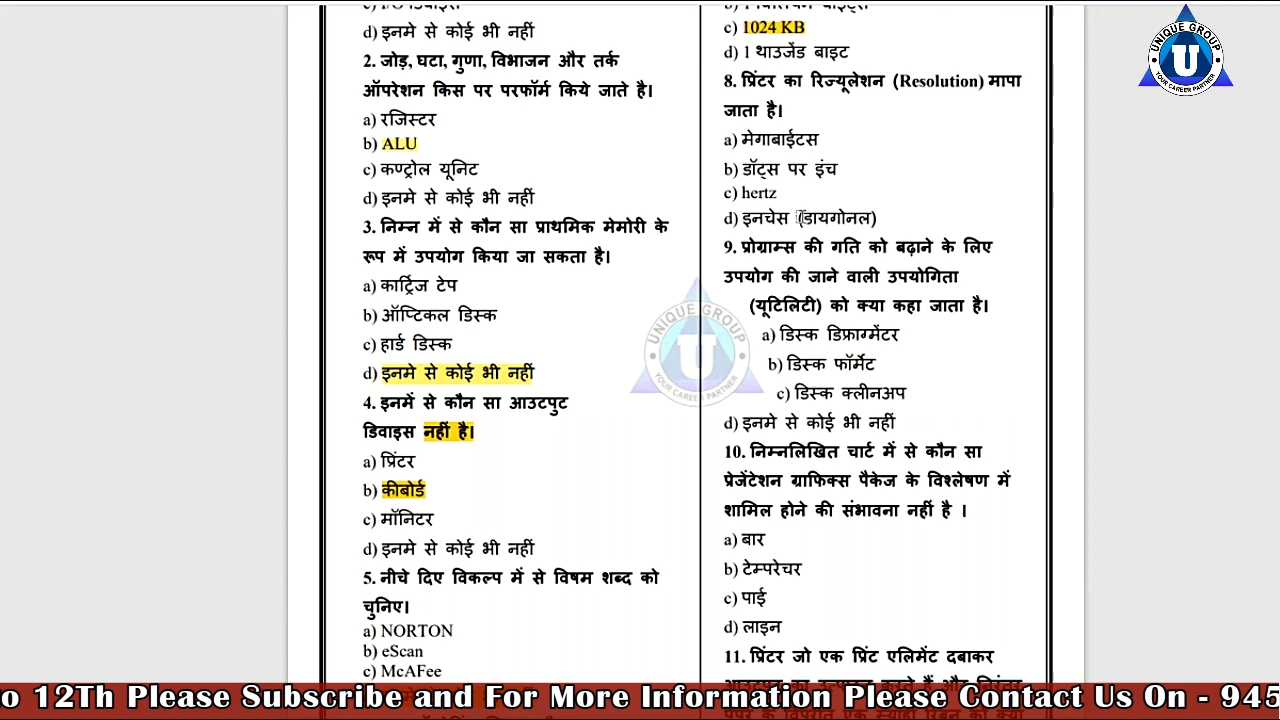 d) इनमे से कोई भी नहीं
2. जोड़, घटा, गुणा, विभाजन और तर्क
ऑपरेशन किस पर परफॉर्म किये जाते है।
a) रजिस्टर
b) ALU
c) कण्ट्रोल यूनिट
d) इनमे से कोई भी नहीं
3. निम्न में से कौन सा प्राथमिक मेमोरी के
रूप में उपयोग किया जा सकता है।
a) कार्ट्रिज टेप
b) ऑप्टिकल डिस्क
c) हार्ड डिस्क
d) इनमे से कोई भी नहीं
4. इनमें से कौन सा आउटपुट
डिवाइस नहीं है।
a) प्रिंटर
b) कीबोर्ड
c) मॉनिटर
d) इनमे से कोई भी नहीं
5. नीचे दिए विकल्प में से विषम शब्द को
चुनिए।
a) NORTON
b) eScan
c) McAFee
c) 1024 KB
d) 1 थाउजेंड बाइट
8. प्रिंटर का रिज्यूलेशन (Resolution) मापा
जाता है।
a) मेगाबाईटस
b) डॉट्स पर इंच
c) hertz
d) इनचेस (डायगोनल)
9. प्रोग्राम्स की गति को बढ़ाने के लिए
उपयोग की जाने वाली उपयोगिता
(यूटिलिटी) को क्या कहा जाता है।
a) डिस्क डिफ्राग्मेंटर
b) डिस्क फॉर्मेट
c) डिस्क क्लीनअप
d) इनमे से कोई भी नहीं
10. निम्नलिखित चार्ट में से कौन सा
प्रेजेंटेशन ग्राफिक्स पैकेज के विश्लेषण में
शामिल होने की संभावना नहीं है ।
a) बार
b) टेम्परेचर
c) पाई
d) लाइन
11. प्रिंटर जो एक प्रिंट एलिमेंट दबाकर
UNIQUE GROUP
U
YOUR CAREER PARTNER
UNIQUE GROUP
U
YOUR CAREER PARTNER
o 12Th Please Subscribe and For More Information Please Contact Us On - 945